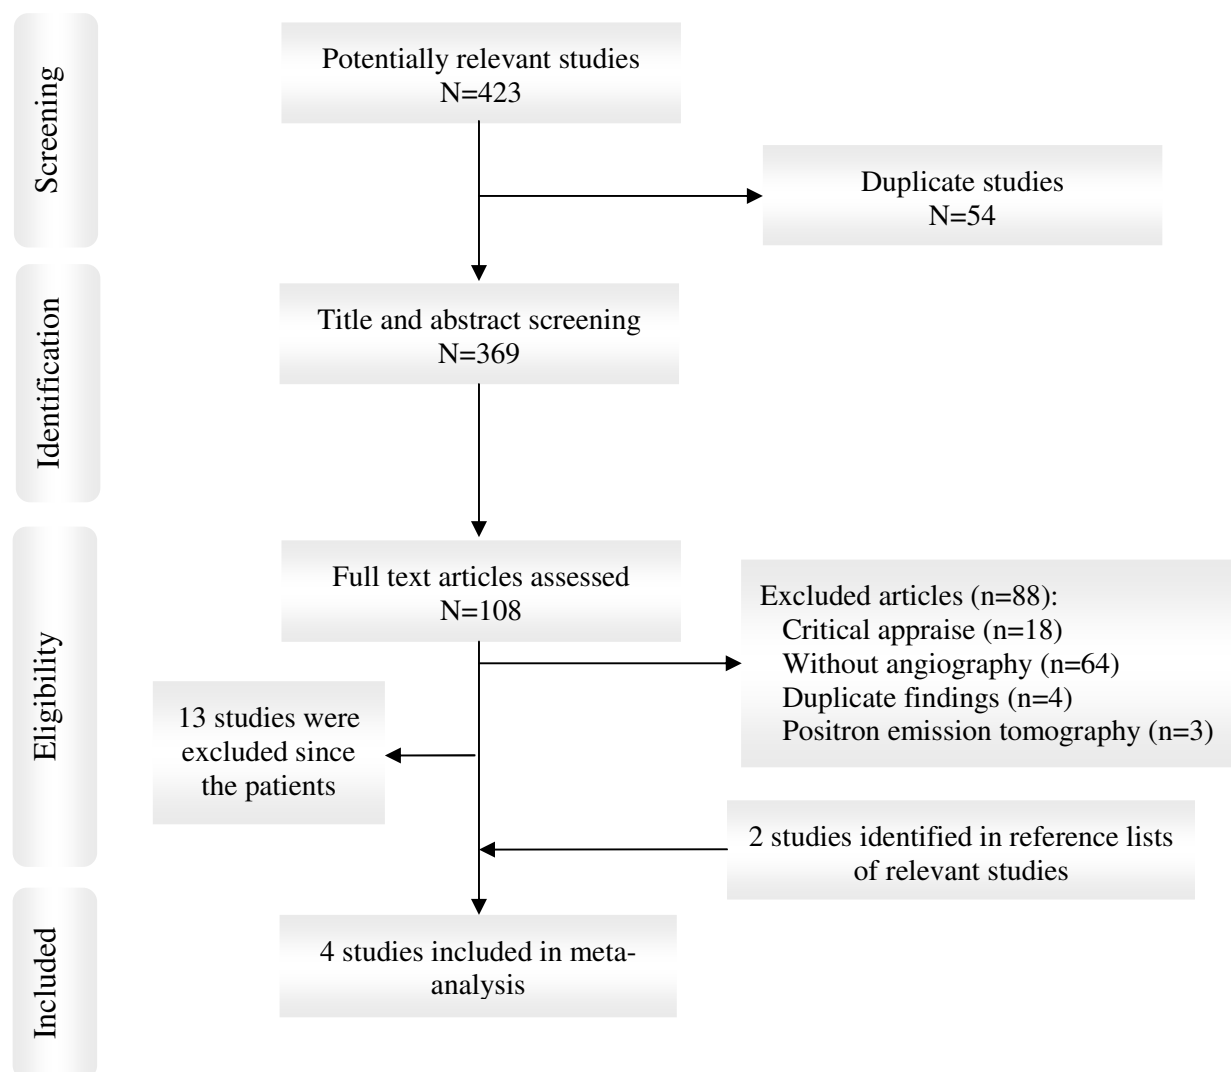 Screening
Potentially relevant studies
N=423
Duplicate studies
N=54
Identification
Title and abstract screening
N=369
Eligibility
Full text articles assessed
N=108
Excluded articles (n=88):
Critical appraise (n=18)
Without angiography (n=64)
Duplicate findings (n=4)
Positron emission tomography (n=3)
13 studies were
excluded since
the patients
2 studies identified in reference lists
of relevant studies
Included
4 studies included in meta-
analysis